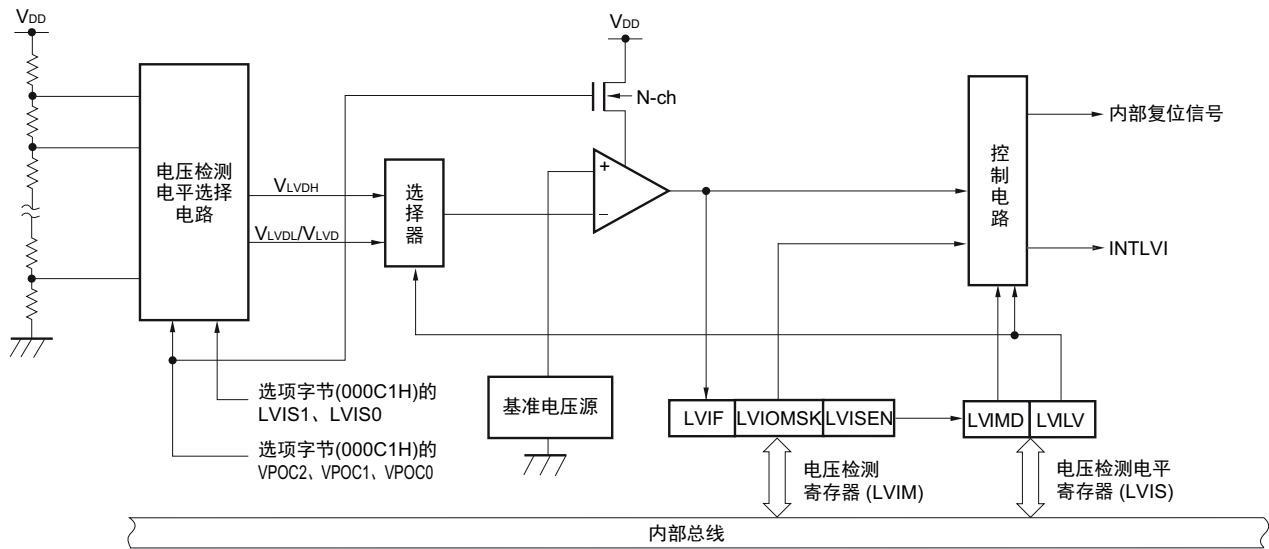 VDD
VDD
N-ch
电压检测
电平选择
电路
VLVDH
VLVDL/VLVD
选择器
+
−
控制电路
内部复位信号
INTLVI
选项字节(000C1H)的
LVIS1、LVIS0
选项字节(000C1H)的
VPOC2、VPOC1、VPOC0
基准电压源
LVIF
LVIOMSK
LVISEN
LVIMD
LVILV
电压检测
寄存器 (LVIM)
电压检测电平
寄存器 (LVIS)
内部总线